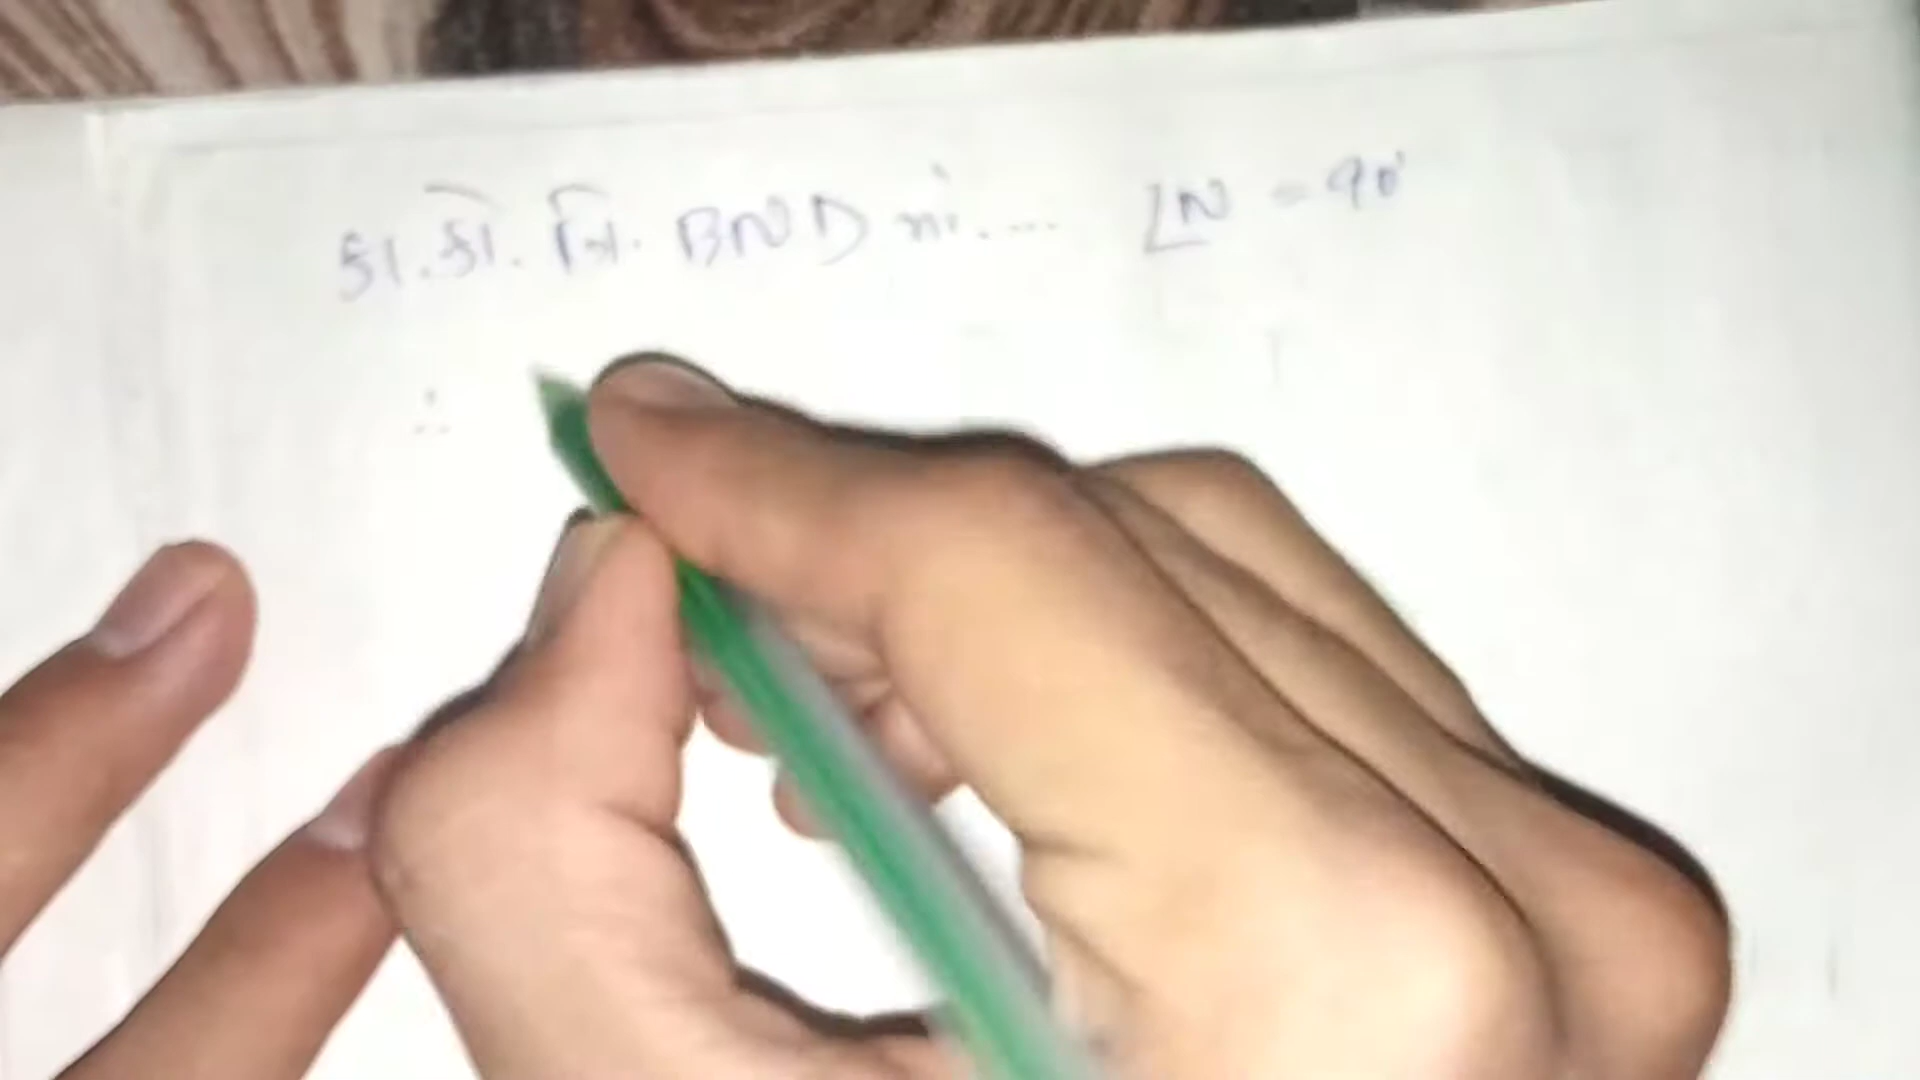 કા.કો. ત્રિ. BND માં.... ∠N = 90°
∴